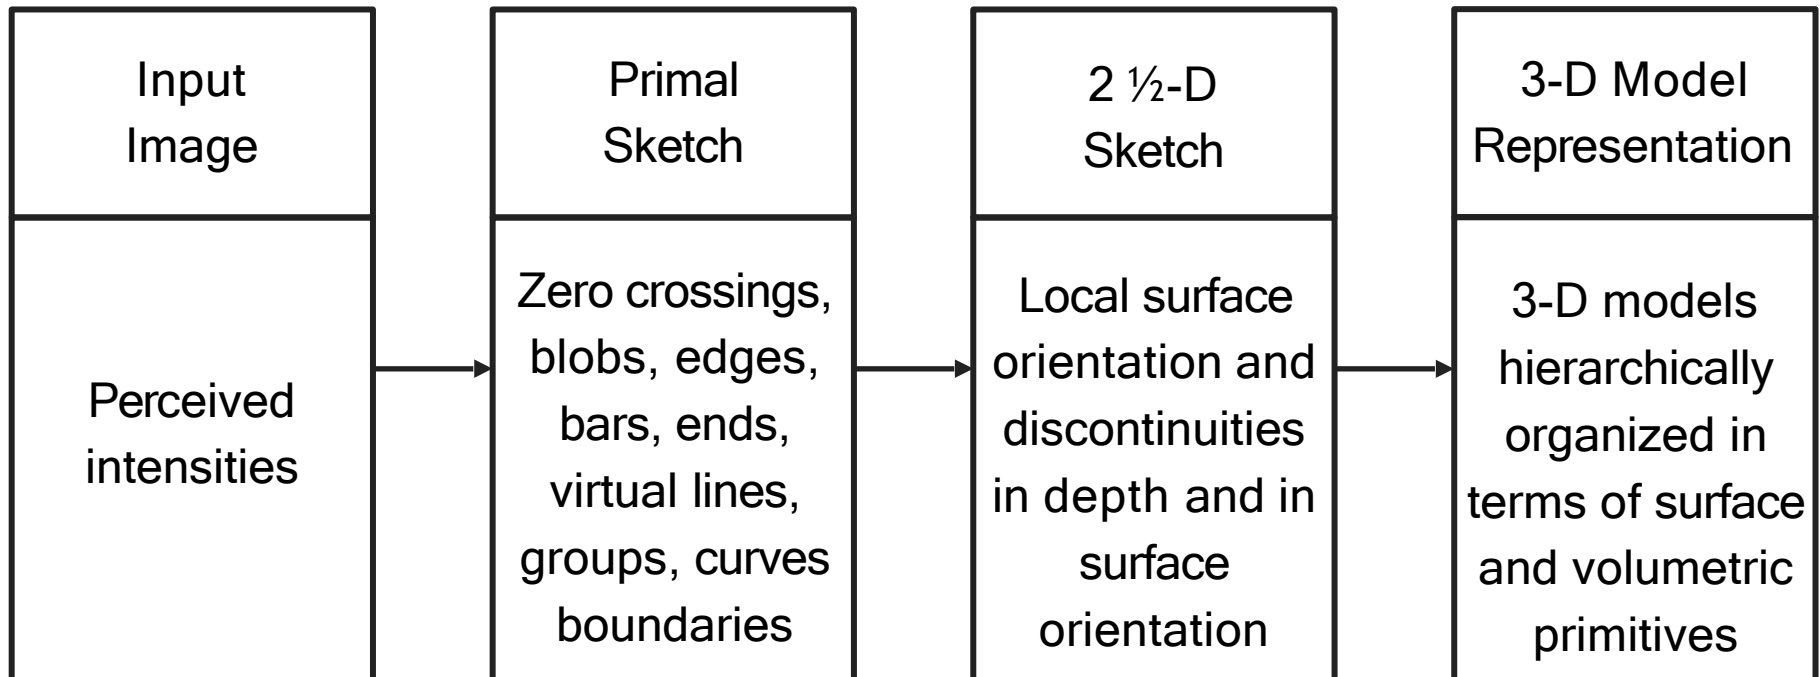 Input
Image
Perceived
intensities
Primal
Sketch
Zero crossings,
blobs, edges,
bars, ends,
virtual lines,
groups, curves
boundaries
2 ½-D
Sketch
Local surface
orientation and
discontinuities
in depth and in
surface
orientation
3-D Model
Representation
3-D models
hierarchically
organized in
terms of surface
and volumetric
primitives